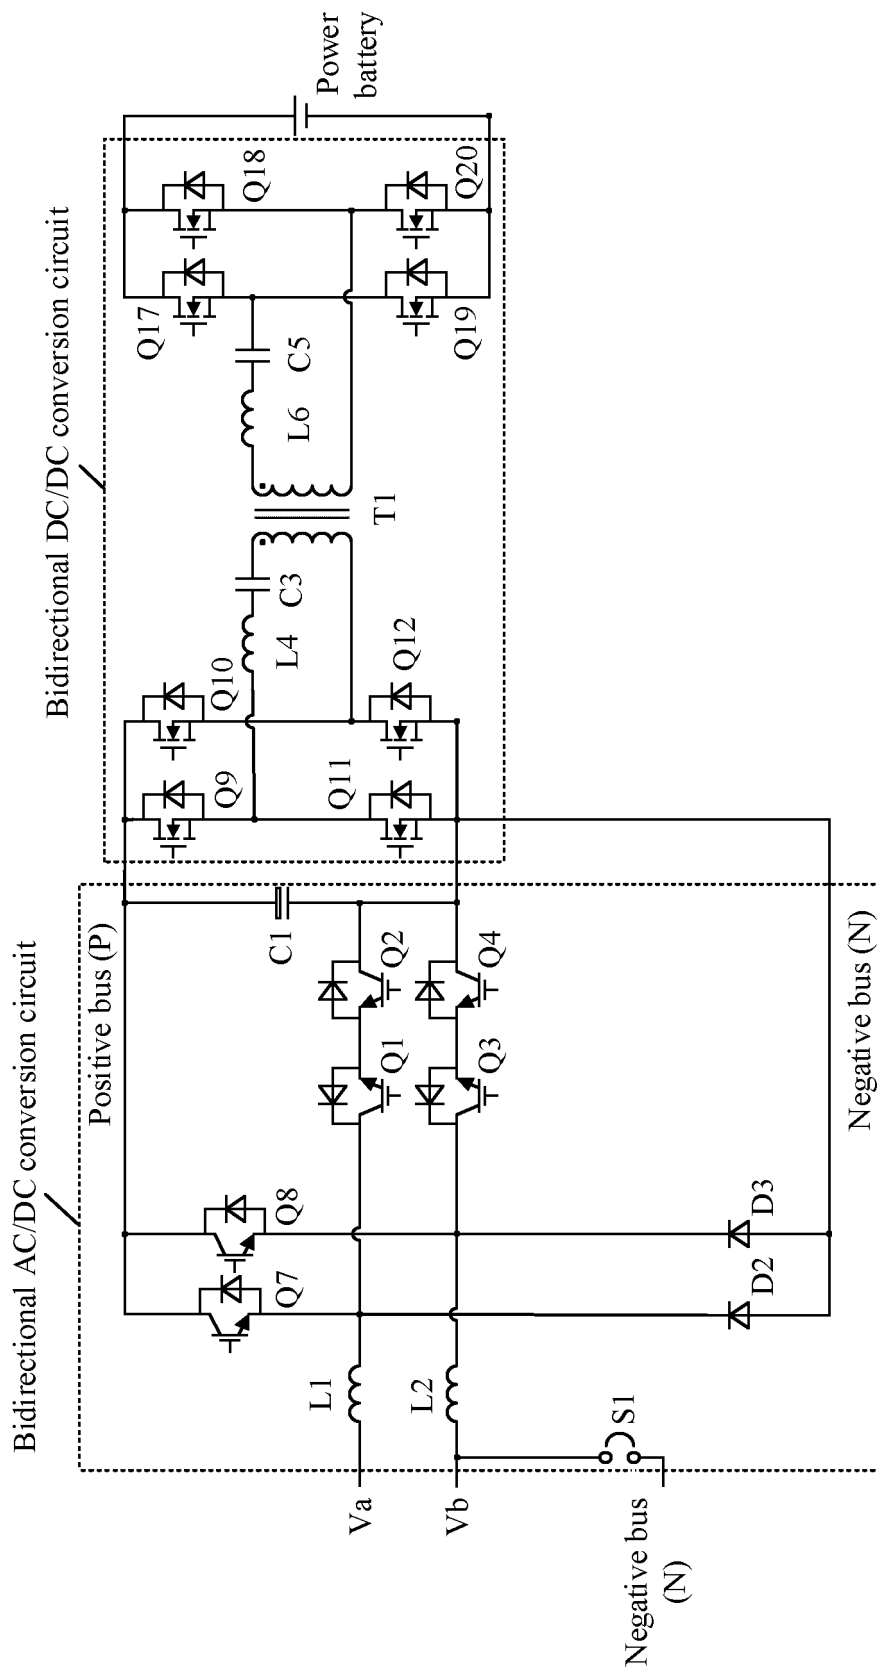 Bidirectional AC/DC conversion circuit
Bidirectional DC/DC conversion circuit
Positive bus (P)
Q7
Q8
C1
Q9
Q10
Q17
Q18
Power
battery
L1
Q1
Q2
Q11
L4
C3
L6
C5
Va
L2
Q3
Q4
Q12
T1
Q19
Q20
Vb
S1
D2
D3
Negative bus
(N)
Negative bus (N)